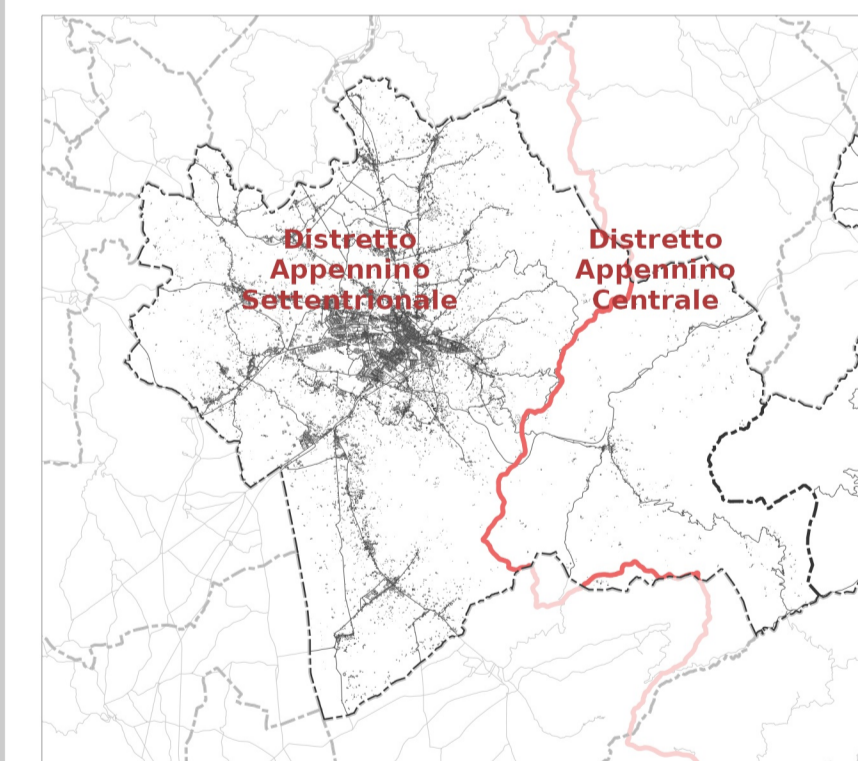 Distretto
Appennino
Settentrionale
Distretto
Appennino
Centrale